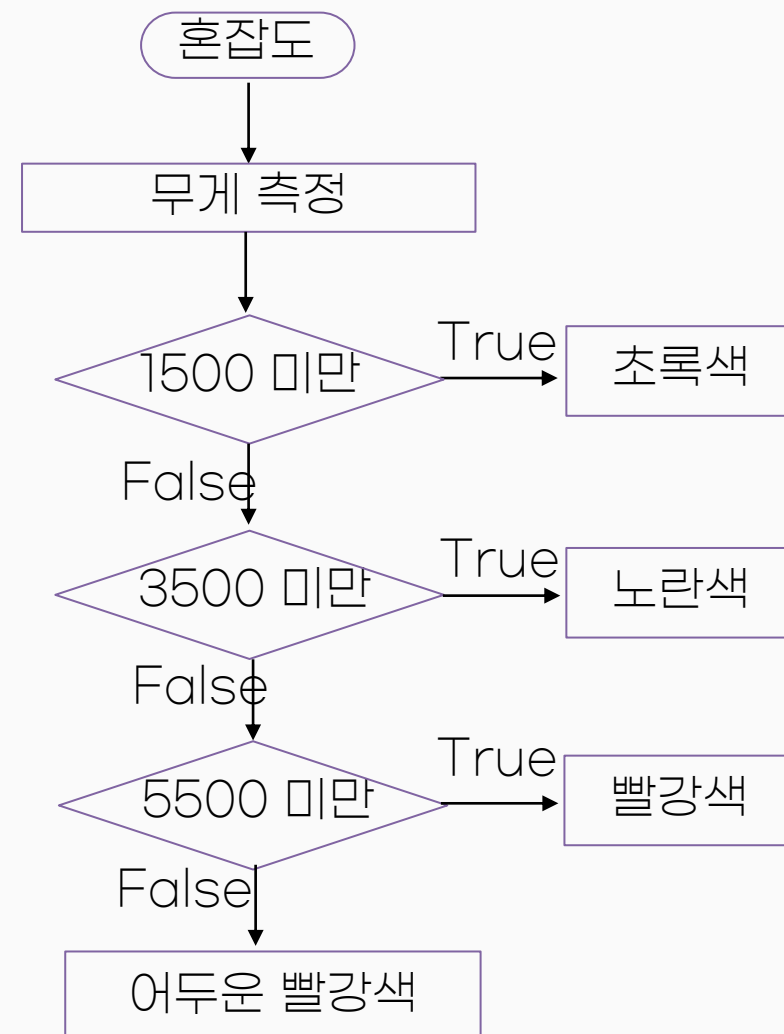 혼잡도
무게 측정
1500 미만
True
초록색
False
3500 미만
True
노란색
False
5500 미만
True
빨강색
False
어두운 빨강색